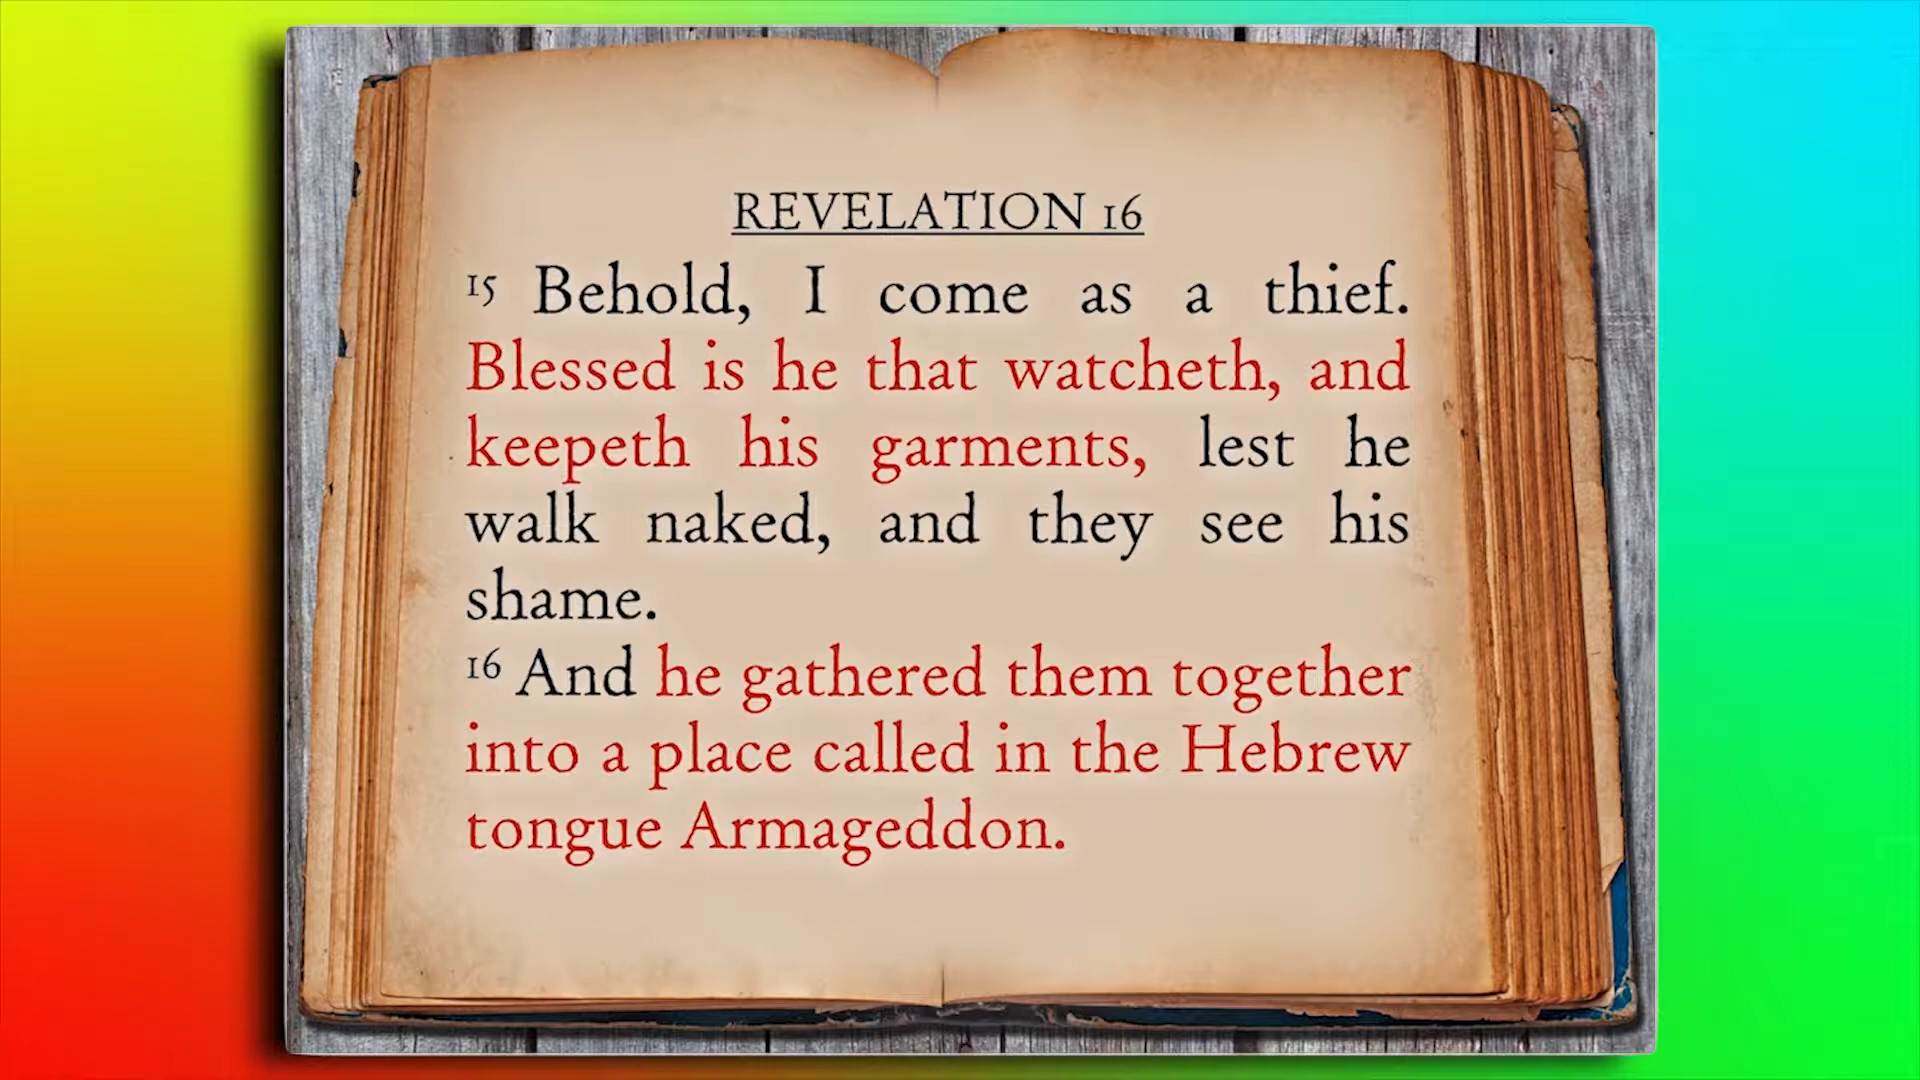 REVELATION 16
15 Behold, I come as a thief.
Blessed is he that watcheth, and
keepeth his garments, lest he
walk naked, and they see his
shame.
16 And he gathered them together
into a place called in the Hebrew
tongue Armageddon.